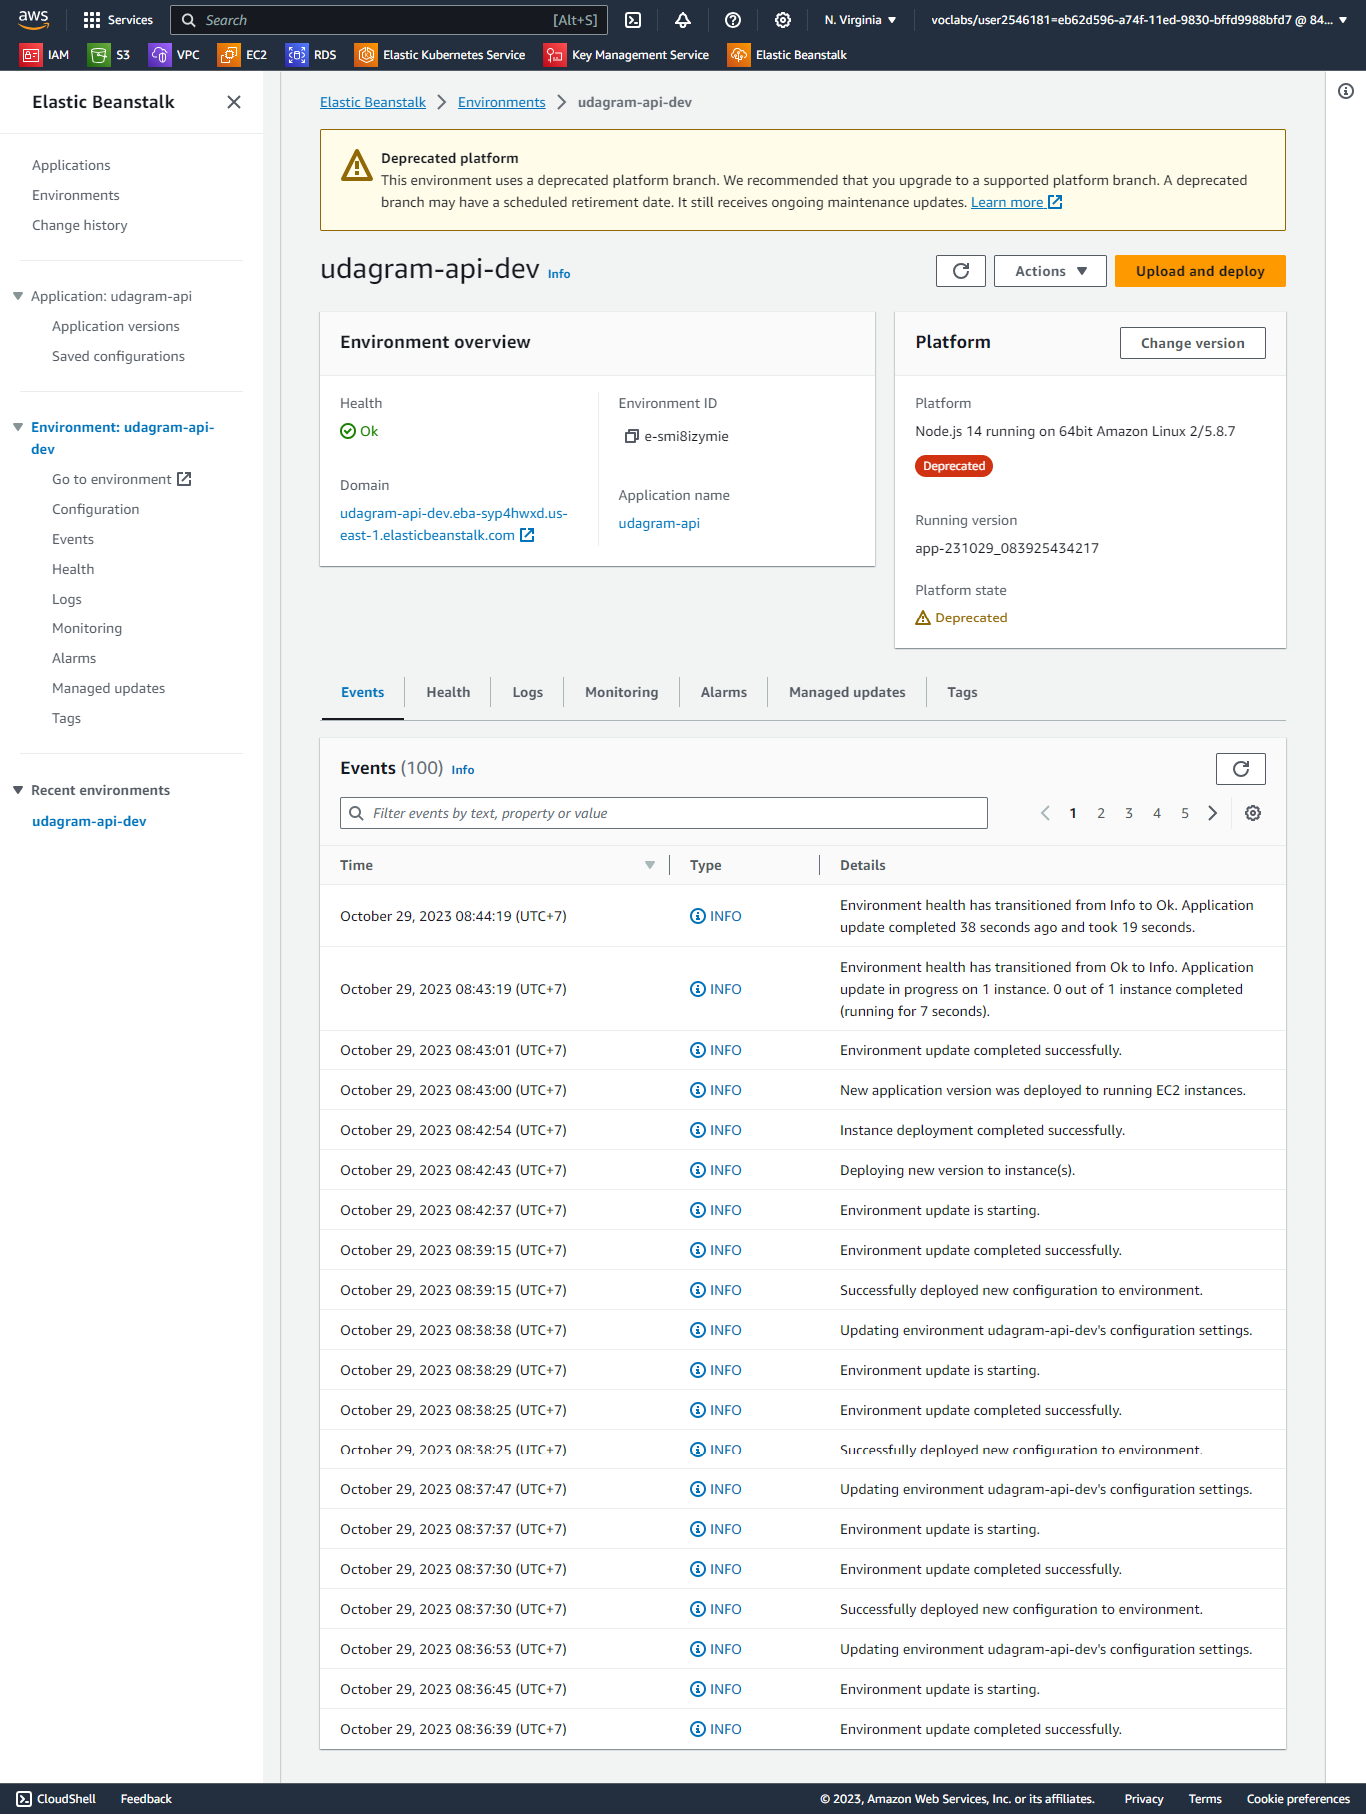 aws
Services
Search
[Alt+S]
N. Virginia
voclabs/user2546181=eb62d596-a74f-11ed-9830-bffd9988bfd7 @ 84...
IAM
S3
VPC
EC2
RDS
Elastic Kubernetes Service
Key Management Service
Elastic Beanstalk
Elastic Beanstalk
Applications
Environments
Change history
Application: udagram-api
Application versions
Saved configurations
Environment: udagram-api-
dev
Go to environment
Configuration
Events
Health
Logs
Monitoring
Alarms
Managed updates
Tags
Recent environments
udagram-api-dev
Elastic Beanstalk
Environments
udagram-api-dev
Deprecated platform
This environment uses a deprecated platform branch. We recommended that you upgrade to a supported platform branch. A deprecated
branch may have a scheduled retirement date. It still receives ongoing maintenance updates. Learn more
udagram-api-dev Info
Actions
Upload and deploy
Environment overview
Health
Ok
Domain
udagram-api-dev.eba-syp4hwxd.us-
east-1.elasticbeanstalk.com
Environment ID
e-smi8izymie
Application name
udagram-api
Platform
Change version
Platform
Node.js 14 running on 64bit Amazon Linux 2/5.8.7
Deprecated
Running version
app-231029_083925434217
Platform state
Deprecated
Events
Health
Logs
Monitoring
Alarms
Managed updates
Tags
Events (100) Info
Filter events by text, property or value
1 2 3 4 5
Time Type Details
October 29, 2023 08:44:19 (UTC+7) INFO Environment health has transitioned from Info to Ok. Application
update completed 38 seconds ago and took 19 seconds.
October 29, 2023 08:43:19 (UTC+7) INFO Environment health has transitioned from Ok to Info. Application
update in progress on 1 instance. 0 out of 1 instance completed
(running for 7 seconds).
October 29, 2023 08:43:01 (UTC+7) INFO Environment update completed successfully.
October 29, 2023 08:43:00 (UTC+7) INFO New application version was deployed to running EC2 instances.
October 29, 2023 08:42:54 (UTC+7) INFO Instance deployment completed successfully.
October 29, 2023 08:42:43 (UTC+7) INFO Deploying new version to instance(s).
October 29, 2023 08:42:37 (UTC+7) INFO Environment update is starting.
October 29, 2023 08:39:15 (UTC+7) INFO Environment update completed successfully.
October 29, 2023 08:39:15 (UTC+7) INFO Successfully deployed new configuration to environment.
October 29, 2023 08:38:38 (UTC+7) INFO Updating environment udagram-api-dev's configuration settings.
October 29, 2023 08:38:29 (UTC+7) INFO Environment update is starting.
October 29, 2023 08:38:25 (UTC+7) INFO Environment update completed successfully.
October 29, 2023 08:38:25 (UTC+7) INFO Successfully deployed new configuration to environment.
October 29, 2023 08:37:47 (UTC+7) INFO Updating environment udagram-api-dev's configuration settings.
October 29, 2023 08:37:37 (UTC+7) INFO Environment update is starting.
October 29, 2023 08:37:30 (UTC+7) INFO Environment update completed successfully.
October 29, 2023 08:37:30 (UTC+7) INFO Successfully deployed new configuration to environment.
October 29, 2023 08:36:53 (UTC+7) INFO Updating environment udagram-api-dev's configuration settings.
October 29, 2023 08:36:45 (UTC+7) INFO Environment update is starting.
October 29, 2023 08:36:39 (UTC+7) INFO Environment update completed successfully.
CloudShell
Feedback
© 2023, Amazon Web Services, Inc. or its affiliates.
Privacy
Terms
Cookie preferences